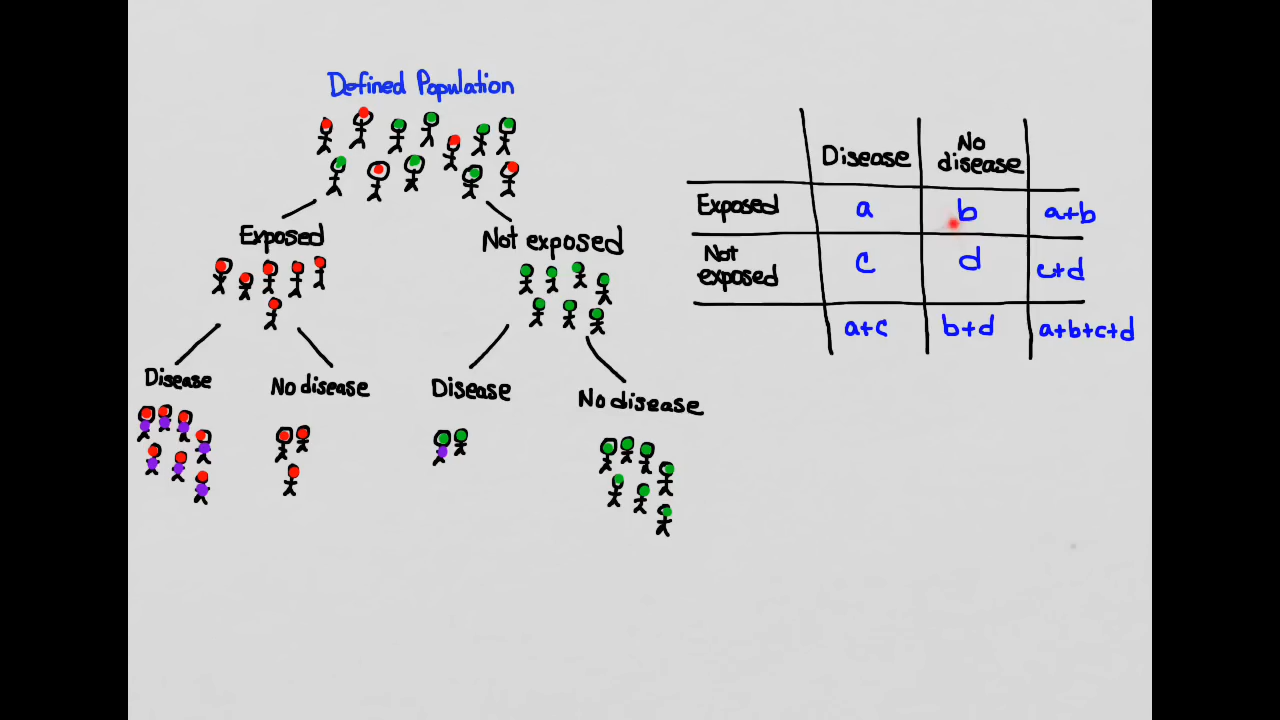 Defined Population
Exposed
Not exposed
Disease
No disease
Disease
No disease
Disease
No
disease
Exposed
a
b
a+b
Not
exposed
c
d
c+d
a+c
b+d
a+b+c+d